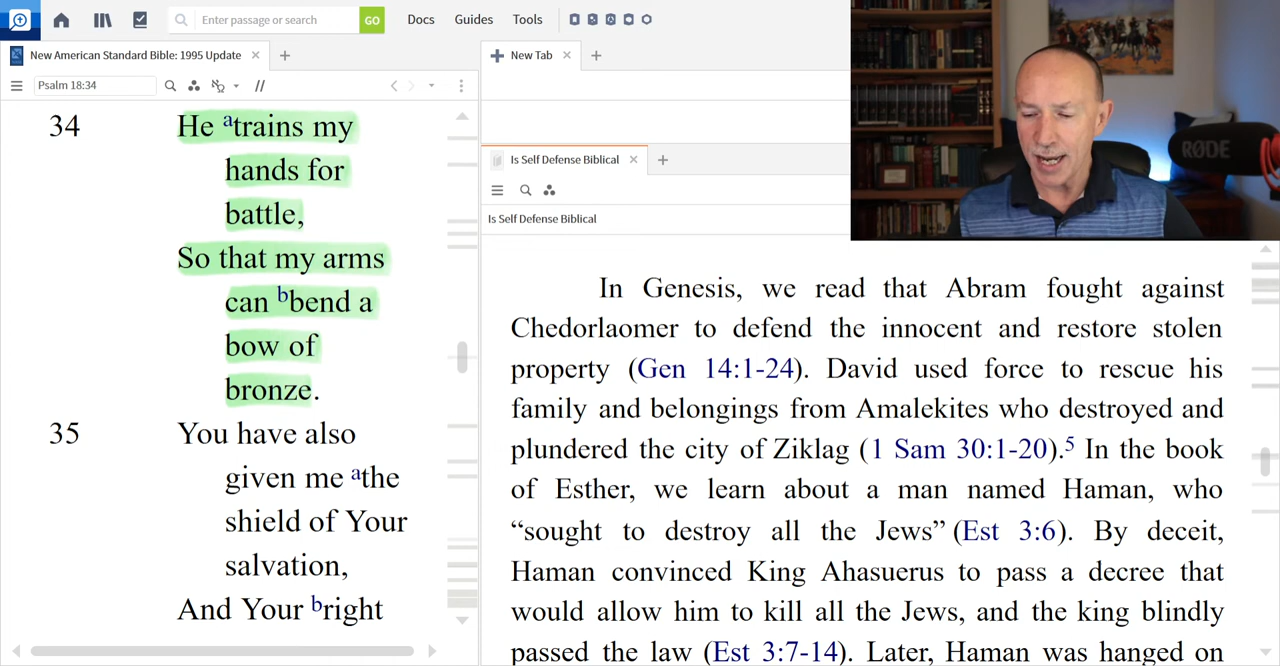 Enter passage or search
GO
Docs
Guides
Tools
New American Standard Bible: 1995 Update
Psalm 18:34
34 He ᵃtrains my
hands for
battle,
So that my arms
can ᵇbend a
bow of
bronze.
35 You have also
given me ᵃthe
shield of Your
salvation,
And Your ᵇright
New Tab
Is Self Defense Biblical
Is Self Defense Biblical
In Genesis, we read that Abram fought against
Chedorlaomer to defend the innocent and restore stolen
property (Gen 14:1-24). David used force to rescue his
family and belongings from Amalekites who destroyed and
plundered the city of Ziklag (1 Sam 30:1-20).⁵ In the book
of Esther, we learn about a man named Haman, who
“sought to destroy all the Jews” (Est 3:6). By deceit,
Haman convinced King Ahasuerus to pass a decree that
would allow him to kill all the Jews, and the king blindly
passed the law (Est 3:7-14). Later, Haman was hanged on
RØDE